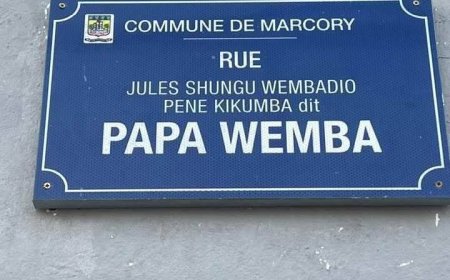 COMMUNE DE MARCORY
RUE
JULES SHUNGU WEMBADIO
PENE KIKUMBA dit
PAPA WEMBA